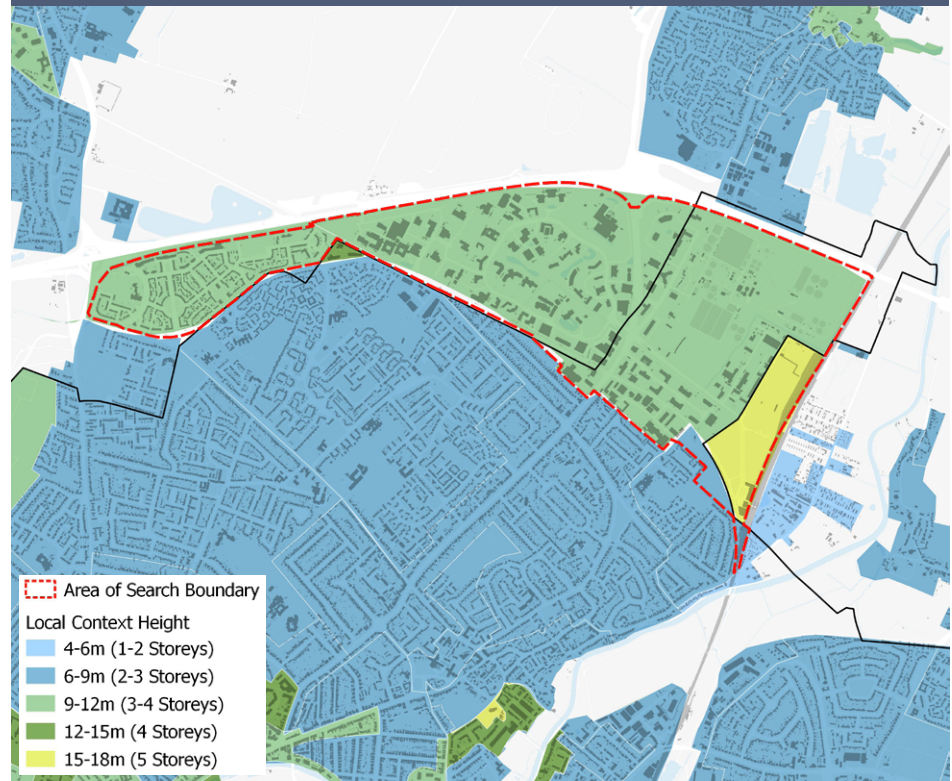 Area of Search Boundary
Local Context Height
4-6m (1-2 Storeys)
6-9m (2-3 Storeys)
9-12m (3-4 Storeys)
12-15m (4 Storeys)
15-18m (5 Storeys)